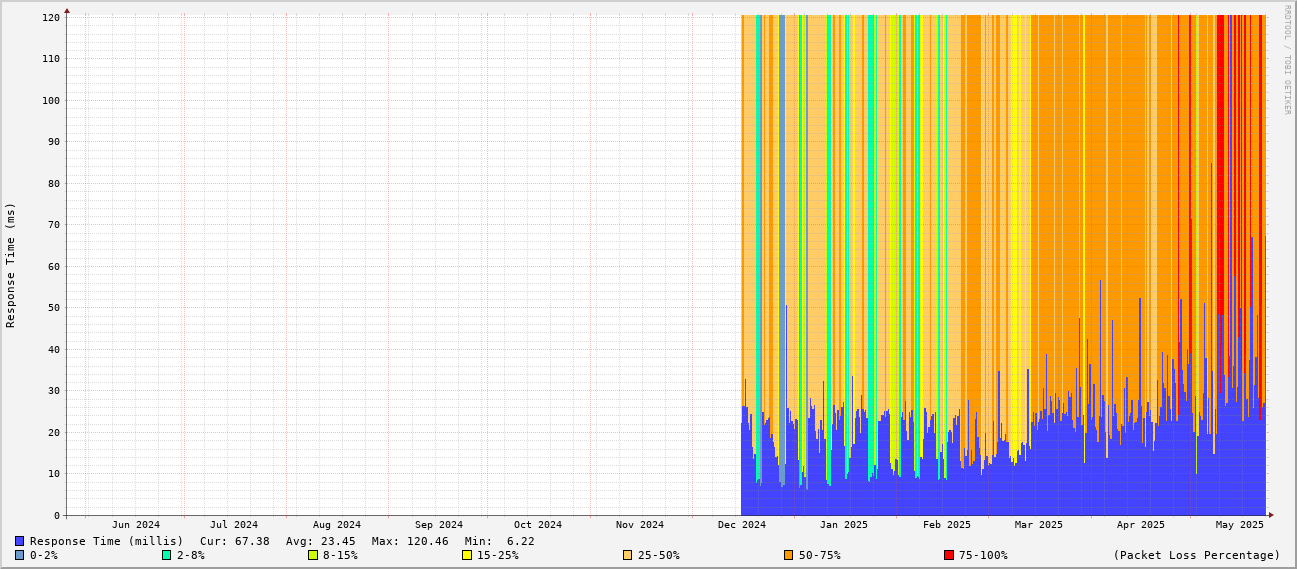 RRDTOOL / TOBI OETIKER
Response Time (ms)
120
110
100
90
80
70
60
50
40
30
20
10
0
Jun 2024 Jul 2024 Aug 2024 Sep 2024 Oct 2024 Nov 2024 Dec 2024 Jan 2025 Feb 2025 Mar 2025 Apr 2025 May 2025
Response Time (millis) Cur: 67.38 Avg: 23.45 Max: 120.46 Min: 6.22
0-2% 2-8% 8-15% 15-25% 25-50% 50-75% 75-100% (Packet Loss Percentage)